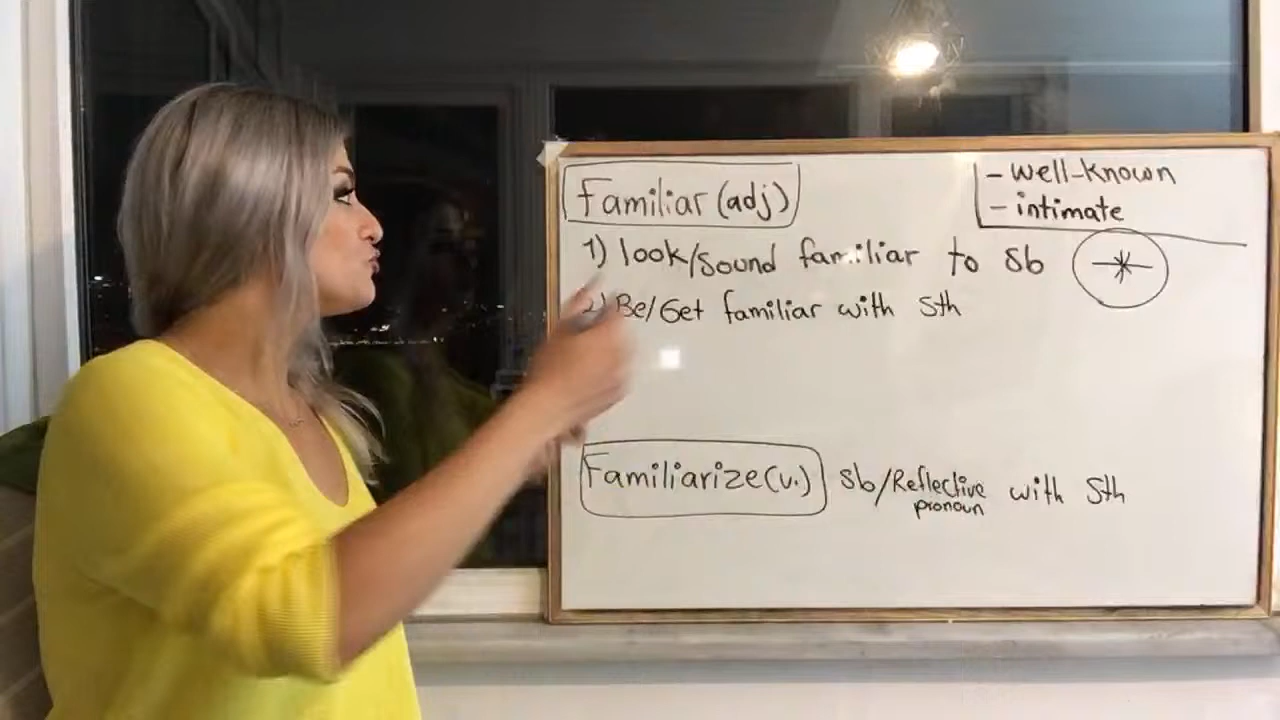 Familiar (adj)
- well-known
- intimate
1) look/sound familiar to sb
2) Be/Get familiar with sth
Familiarize (v.) sb/Reflective pronoun with sth